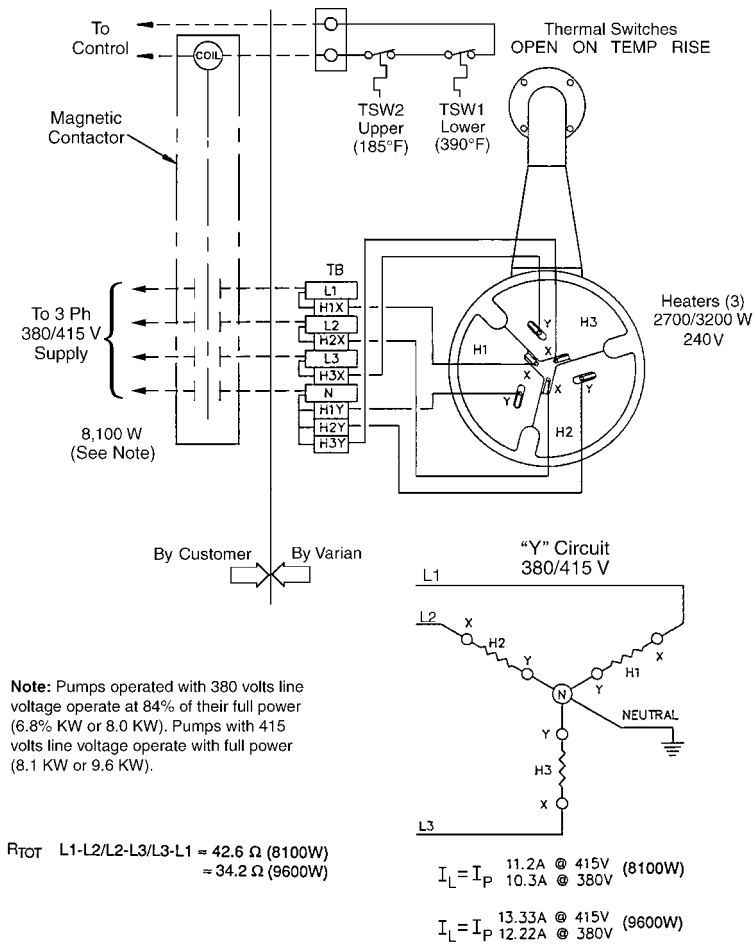 To
Control
COIL
Magnetic
Contactor
TSW2
Upper
(185°F)
TSW1
Lower
(390°F)
Thermal Switches
OPEN ON TEMP RISE
To 3 Ph
380/415 V
Supply
8,100 W
(See Note)
TB
L1
H1X
L2
H2X
L3
H3X
N
H1Y
H2Y
H3Y
Y
H3
H1
X
X
X
Y
Y
H2
Heaters (3)
2700/3200 W
240V
By Customer
By Varian
"Y" Circuit
380/415 V
L1
L2
X
H2
Y
X
H1
Y
N
NEUTRAL
Y
H3
X
L3
Note: Pumps operated with 380 volts line
voltage operate at 84% of their full power
(6.8% KW or 8.0 KW). Pumps with 415
volts line voltage operate with full power
(8.1 KW or 9.6 KW).
RTOT L1-L2/L2-L3/L3-L1 = 42.6 Ω (8100W)
= 34.2 Ω (9600W)
IL=IP 11.2A @ 415V (8100W)
10.3A @ 380V
IL=IP 13.33A @ 415V (9600W)
12.22A @ 380V